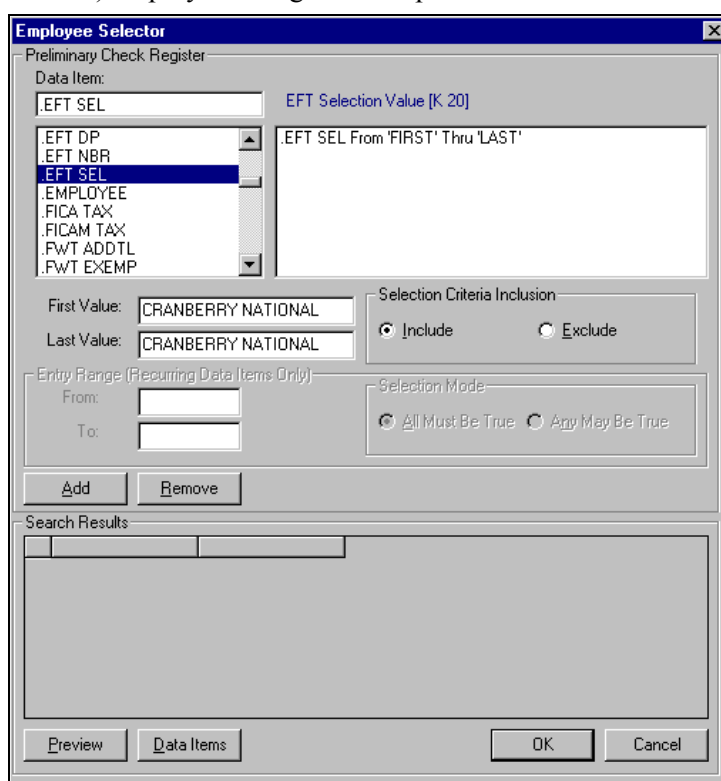 Employee Selector
Preliminary Check Register
Data Item:
.EFT SEL
EFT Selection Value [K 20]
.EFT DP
.EFT NBR
.EFT SEL
.EMPLOYEE
.FICA TAX
.FICAM TAX
.FWT ADDTL
.FWT EXEMP
.EFT SEL From 'FIRST' Thru 'LAST'
First Value: CRANBERRY NATIONAL
Last Value: CRANBERRY NATIONAL
Selection Criteria Inclusion
Include Exclude
Entry Range (Recurring Data Items Only)
From:
To:
Selection Mode
All Must Be True Any May Be True
Add Remove
Search Results
Preview Data Items OK Cancel